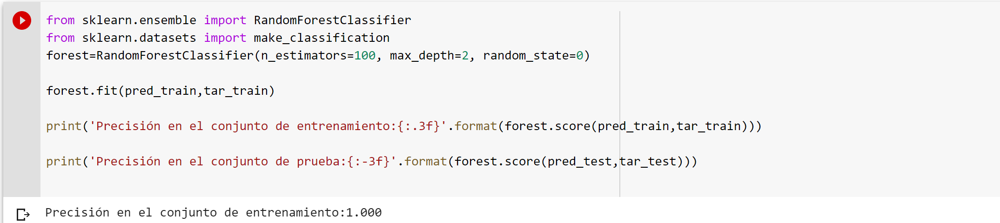 from sklearn.ensemble import RandomForestClassifier
from sklearn.datasets import make_classification
forest=RandomForestClassifier(n_estimators=100, max_depth=2, random_state=0)
forest.fit(pred_train,tar_train)
print('Precisión en el conjunto de entrenamiento:{:.3f}'.format(forest.score(pred_train,tar_train)))
print('Precisión en el conjunto de prueba:{:-3f}'.format(forest.score(pred_test,tar_test)))
Precisión en el conjunto de entrenamiento:1.000